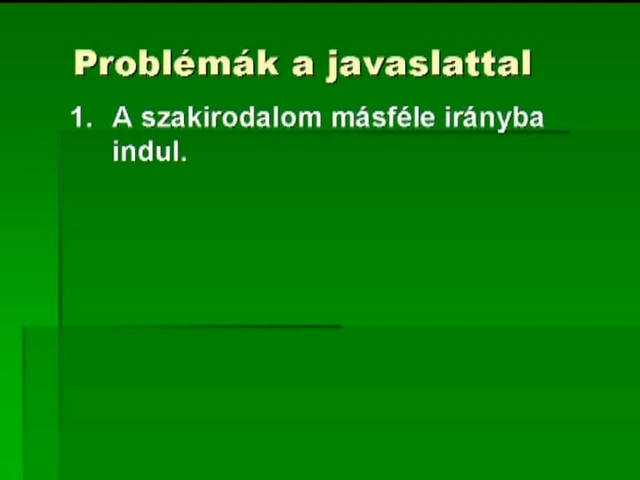 Problémák a javaslattal
1. A szakirodalom másféle irányba
indul.